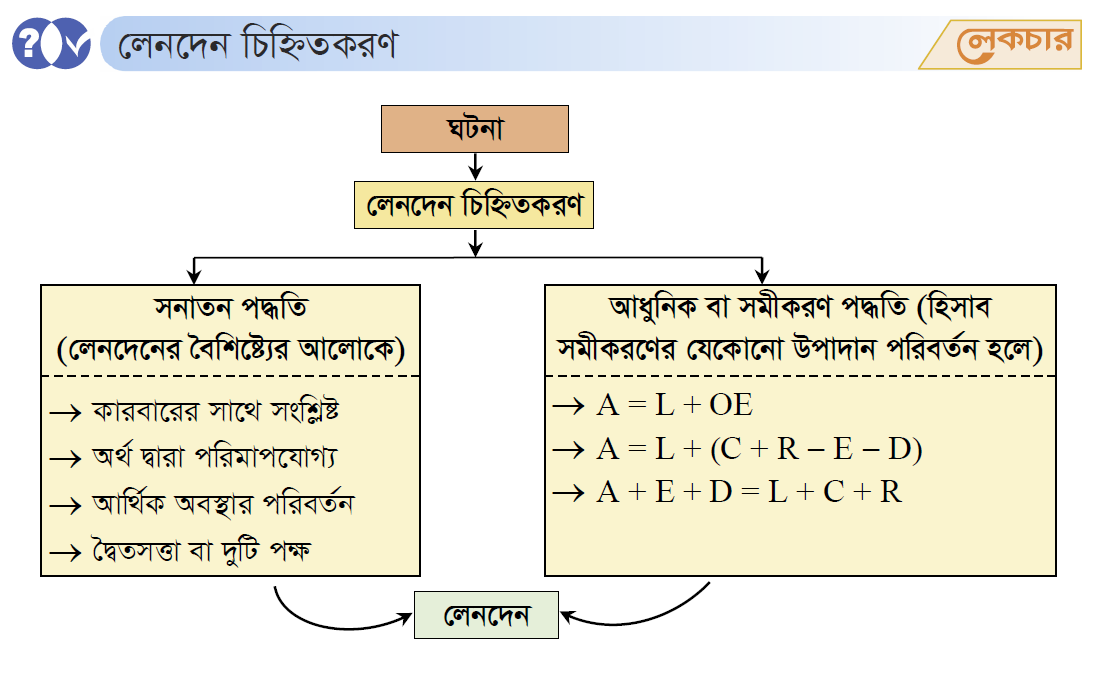 লেনদেন চিহ্নিতকরণ
লেকচার
ঘটনা
লেনদেন চিহ্নিতকরণ
সনাতন পদ্ধতি
(লেনদেনের বৈশিষ্ট্যের আলোকে)
→ কারবারের সাথে সংশ্লিষ্ট
→ অর্থ দ্বারা পরিমাপযোগ্য
→ আর্থিক অবস্থার পরিবর্তন
→ দ্বৈতসত্তা বা দুটি পক্ষ
আধুনিক বা সমীকরণ পদ্ধতি (হিসাব
সমীকরণের যেকোনো উপাদান পরিবর্তন হলে)
→ A = L + OE
→ A = L + (C + R – E – D)
→ A + E + D = L + C + R
লেনদেন